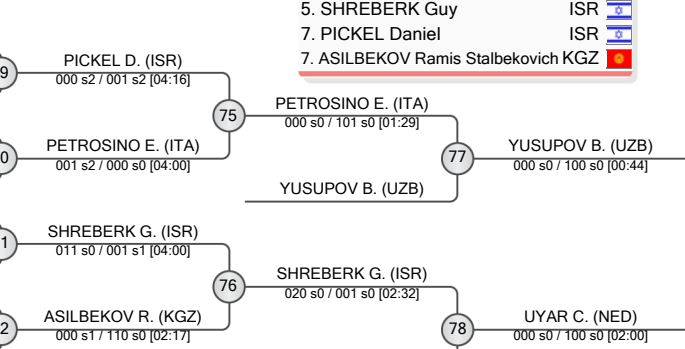 5. SHREBERK Guy ISR
7. PICKEL Daniel ISR
7. ASILBEKOV Ramis Stalbekovich KGZ
9
PICKEL D. (ISR)
000 s2 / 001 s2 [04:16]
75
PETROSINO E. (ITA)
000 s0 / 101 s0 [01:29]
0
PETROSINO E. (ITA)
001 s2 / 000 s0 [04:00]
77
YUSUPOV B. (UZB)
000 s0 / 100 s0 [00:44]
YUSUPOV B. (UZB)
1
SHREBERK G. (ISR)
011 s0 / 001 s1 [04:00]
76
SHREBERK G. (ISR)
020 s0 / 001 s0 [02:32]
2
ASILBEKOV R. (KGZ)
000 s1 / 110 s0 [02:17]
78
UYAR C. (NED)
000 s0 / 100 s0 [02:00]